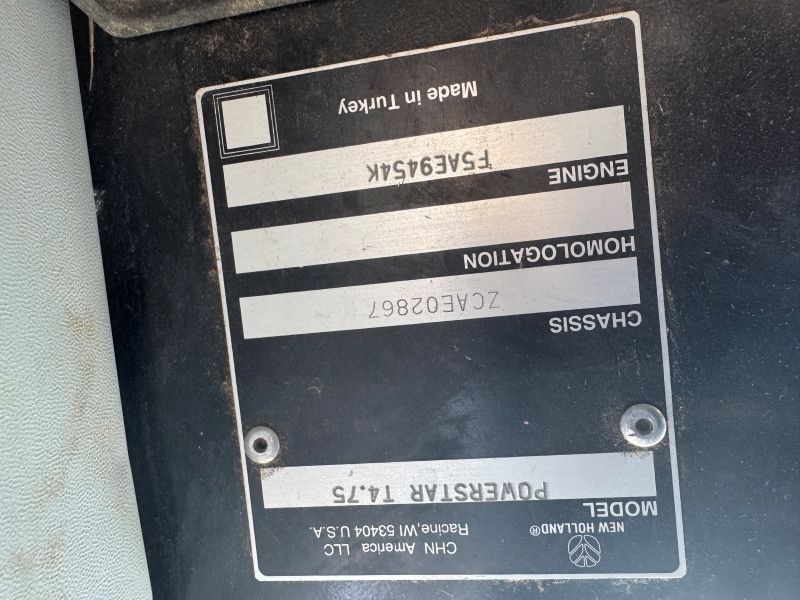 NEW HOLLAND®
CHN America LLC
Racine,WI 53404 U.S.A.
MODEL
POWERSTAR T4.75
CHASSIS
ZCAE02867
HOMOLOGATION
ENGINE
F5AE9454K
Made in Turkey